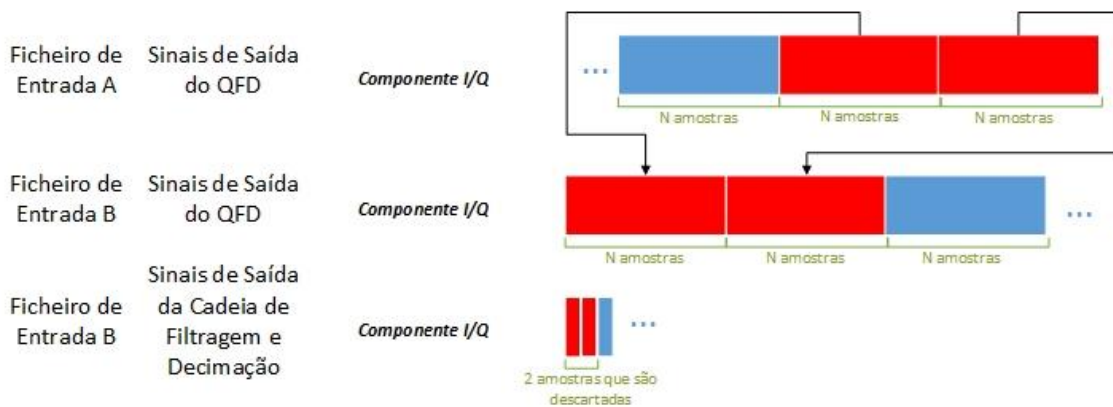 Ficheiro de
Entrada A
Sinais de Saída
do QFD
Componente I/Q
...
N amostras
N amostras
N amostras
Ficheiro de
Entrada B
Sinais de Saída
do QFD
Componente I/Q
...
N amostras
N amostras
N amostras
Ficheiro de
Entrada B
Sinais de Saída
da Cadeia de
Filtragem e
Decimação
Componente I/Q
...
2 amostras que são
descartadas